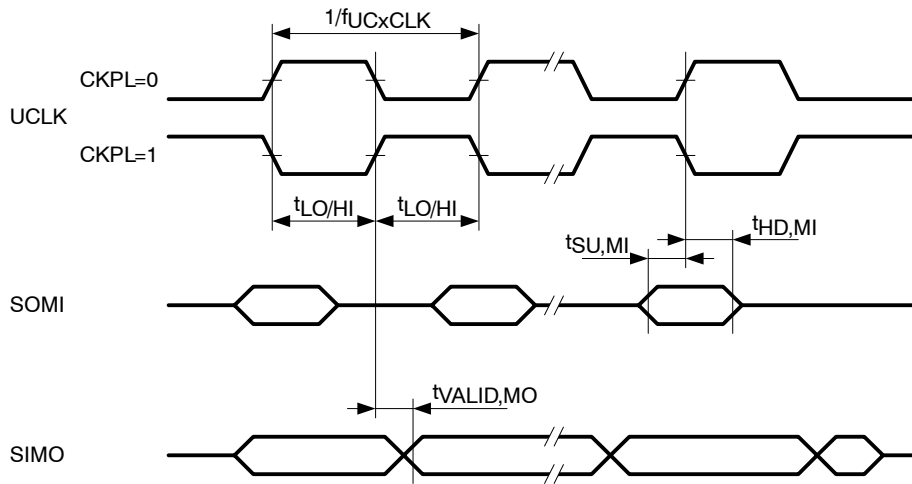 1/fUCxCLK
CKPL=0
UCLK
CKPL=1
tLO/HI tLO/HI
tSU,MI
tHD,MI
SOMI
tVALID,MO
SIMO